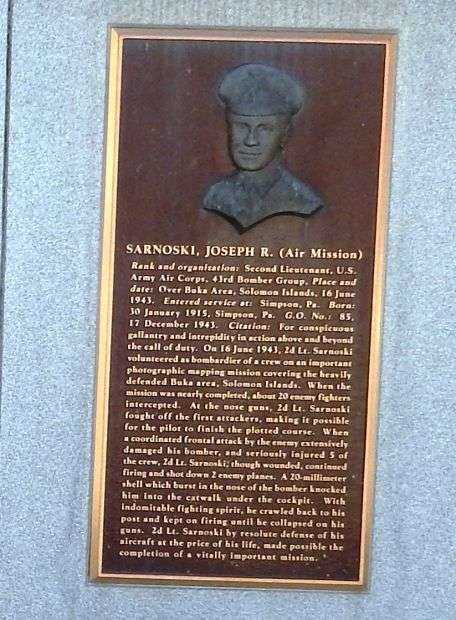 SARNOSKI, JOSEPH R. (Air Mission)
Rank and organization: Second Lieutenant, U.S.
Army Air Corps, 43rd Bomber Group. Place and
date: Over Buka Area, Solomon Islands, 16 June
1943. Entered service at: Simpson, Pa. Born:
30 January 1915, Simpson, Pa. G.O. No.: 85,
17 December 1943. Citation: For conspicuous
gallantry and intrepidity in action above and beyond
the call of duty. On 16 June 1943, 2d Lt. Sarnoski
volunteered as bombardier of a crew on an important
photographic mapping mission covering the heavily
defended Buka area, Solomon Islands. When the
mission was nearly completed, about 20 enemy fighters
intercepted. At the nose guns, 2d Lt. Sarnoski
fought off the first attackers, making it possible
for the pilot to finish the plotted course. When
a coordinated frontal attack by the enemy extensively
damaged his bomber, and seriously injured 5 of
the crew, 2d Lt. Sarnoski, though wounded, continued
firing and shot down 2 enemy planes. A 20-millimeter
shell which burst in the nose of the bomber knocked
him into the catwalk under the cockpit. With
indomitable fighting spirit, he crawled back to his
post and kept on firing until he collapsed on his
guns. 2d Lt. Sarnoski by resolute defense of his
aircraft at the price of his life, made possible the
completion of a vitally important mission.